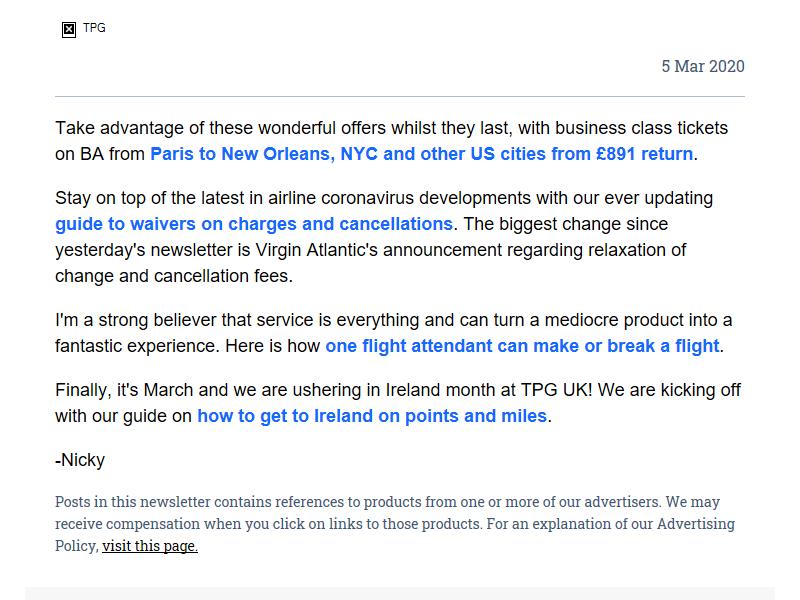 TPG
5 Mar 2020
Take advantage of these wonderful offers whilst they last, with business class tickets
on BA from Paris to New Orleans, NYC and other US cities from £891 return.
Stay on top of the latest in airline coronavirus developments with our ever updating
guide to waivers on charges and cancellations. The biggest change since
yesterday's newsletter is Virgin Atlantic's announcement regarding relaxation of
change and cancellation fees.
I'm a strong believer that service is everything and can turn a mediocre product into a
fantastic experience. Here is how one flight attendant can make or break a flight.
Finally, it's March and we are ushering in Ireland month at TPG UK! We are kicking off
with our guide on how to get to Ireland on points and miles.
-Nicky
Posts in this newsletter contains references to products from one or more of our advertisers. We may
receive compensation when you click on links to those products. For an explanation of our Advertising
Policy, visit this page.